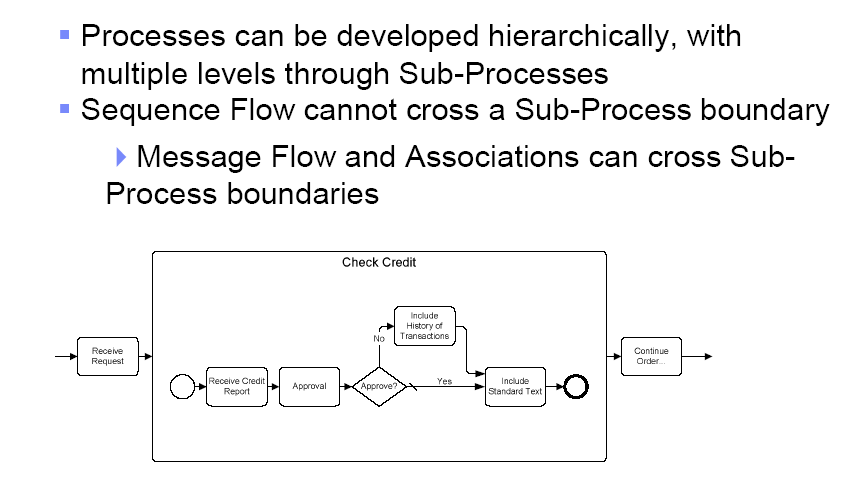 Processes can be developed hierarchically, with
multiple levels through Sub-Processes
Sequence Flow cannot cross a Sub-Process boundary
Message Flow and Associations can cross Sub-
Process boundaries
Check Credit
Include
History of
Transactions
No
Receive
Request
Continue
Order...
Receive Credit
Report
Approval
Approve?
Yes
Include
Standard Text